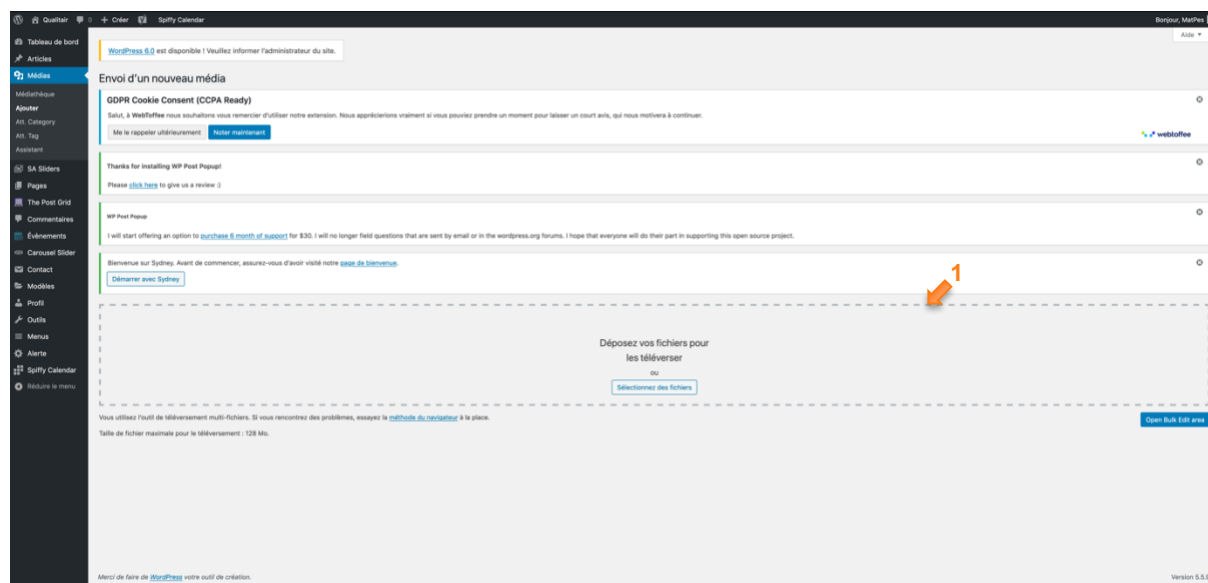 Qualitair
0
+ Créer
Spiffy Calendar
Bonjour, MatPes
Aide
Tableau de bord
Articles
Médias
Médiathèque
Ajouter
Att. Category
Att. Tag
Assistant
SA Sliders
Pages
The Post Grid
Commentaires
Évènements
Carousel Slider
Contact
Modèles
Profil
Outils
Menus
Alerte
Spiffy Calendar
Réduire le menu
WordPress 6.0 est disponible ! Veuillez informer l'administrateur du site.
Envoi d'un nouveau média
GDPR Cookie Consent (CCPA Ready)
Salut, à WebToffee nous souhaitons vous remercier d'utiliser notre extension. Nous apprécierions vraiment si vous pouviez prendre un moment pour laisser un court avis, qui nous motivera à continuer.
Me le rappeler ultérieurement
Noter maintenant
webtoffee
Thanks for installing WP Post Popup!
Please click here to give us a review :)
WP Post Popup
I will start offering an option to purchase 6 month of support for $30. I will no longer field questions that are sent by email or in the wordpress.org forums. I hope that everyone will do their part in supporting this open source project.
Bienvenue sur Sydney. Avant de commencer, assurez-vous d'avoir visité notre page de bienvenue.
Démarrer avec Sydney
1
Déposez vos fichiers pour
les téléverser
ou
Sélectionnez des fichiers
Vous utilisez l'outil de téléversement multi-fichiers. Si vous rencontrez des problèmes, essayez la méthode du navigateur à la place.
Open Bulk Edit area
Taille de fichier maximale pour le téléversement : 128 Mo.
Merci de faire de WordPress votre outil de création.
Version 5.5.9